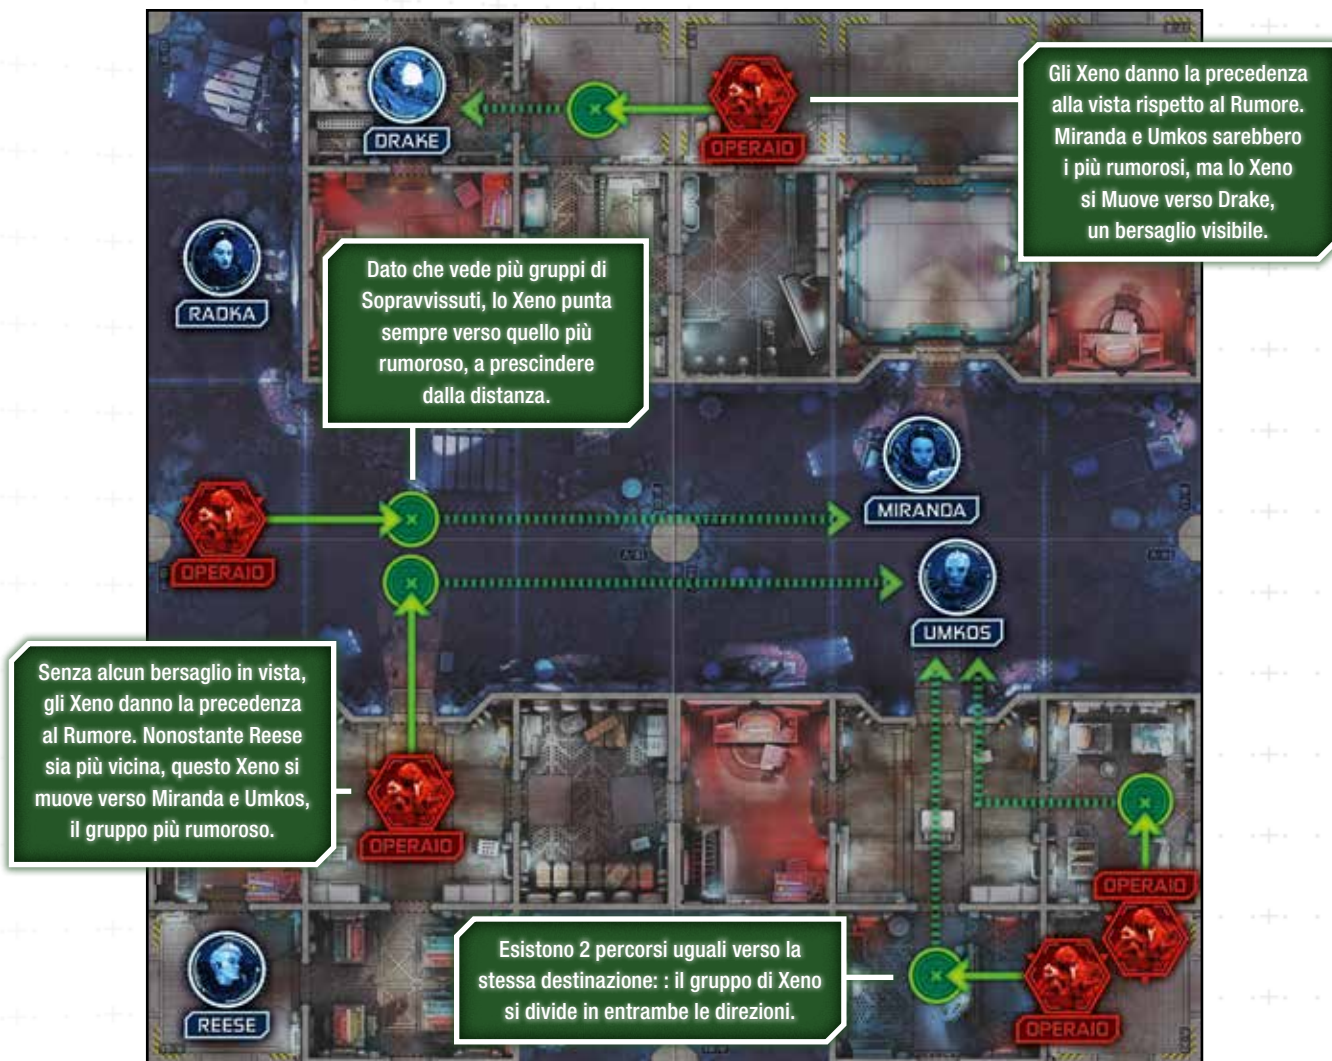 DRAKE
OPERAIO
Gli Xeno danno la precedenza
alla vista rispetto al Rumore.
Miranda e Umkos sarebbero
i più rumorosi, ma lo Xeno
si Muove verso Drake,
un bersaglio visibile.
RADKA
Dato che vede più gruppi di
Sopravvissuti, lo Xeno punta
sempre verso quello più
rumoroso, a prescindere
dalla distanza.
MIRANDA
OPERAIO
UMKOS
Senza alcun bersaglio in vista,
gli Xeno danno la precedenza
al Rumore. Nonostante Reese
sia più vicina, questo Xeno si
muove verso Miranda e Umkos,
il gruppo più rumoroso.
OPERAIO
OPERAIO
Esistono 2 percorsi uguali verso la
stessa destinazione: : il gruppo di Xeno
si divide in entrambe le direzioni.
REESE
OPERAIO